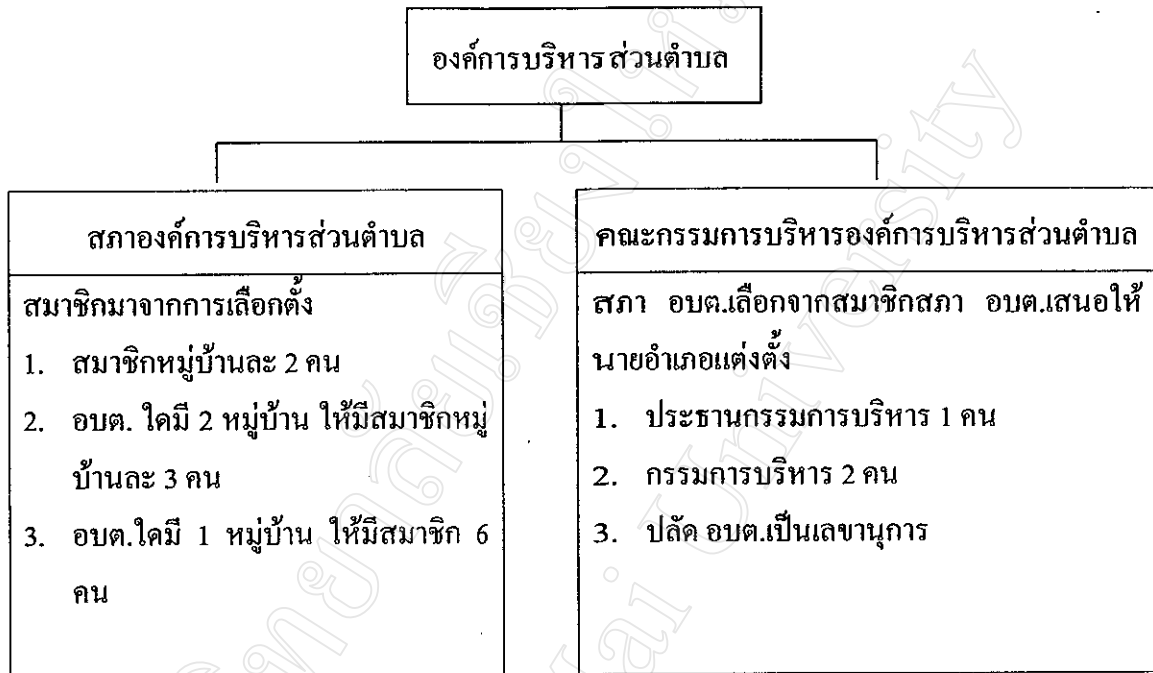 องค์การบริหารส่วนตำบล
สภาองค์การบริหารส่วนตำบล
สมาชิกมาจากการเลือกตั้ง
1. สมาชิกหมู่บ้านละ 2 คน
2. อบต. ใดมี 2 หมู่บ้าน ให้มีสมาชิกหมู่
บ้านละ 3 คน
3. อบต.ใดมี 1 หมู่บ้าน ให้มีสมาชิก 6
คน
คณะกรรมการบริหารองค์การบริหารส่วนตำบล
สภา อบต.เลือกจากสมาชิกสภา อบต.เสนอให้
นายอำเภอแต่งตั้ง
1. ประธานกรรมการบริหาร 1 คน
2. กรรมการบริหาร 2 คน
3. ปลัด อบต.เป็นเลขานุการ
University